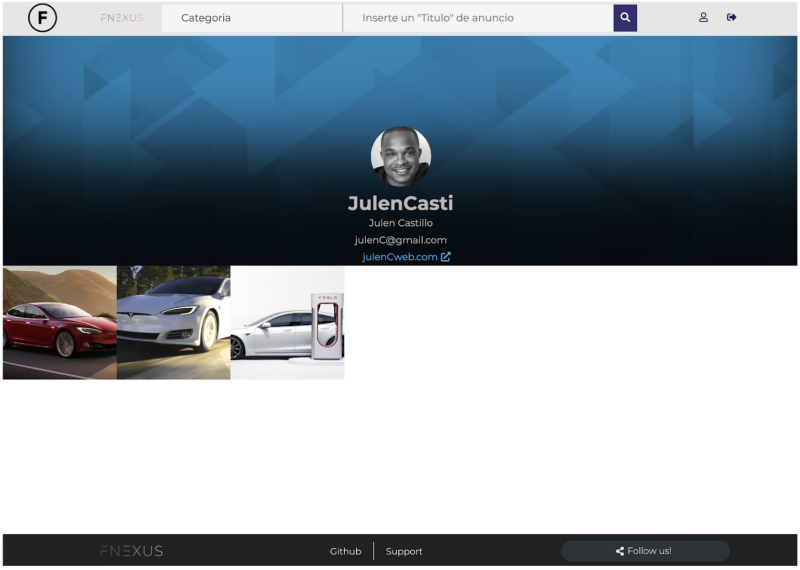 F
FNEXUS
Categoria
Inserte un "Titulo" de anuncio
JulenCasti
Julen Castillo
julenC@gmail.com
julenCweb.com
TESLA
FNEXUS
Github
Support
Follow us!